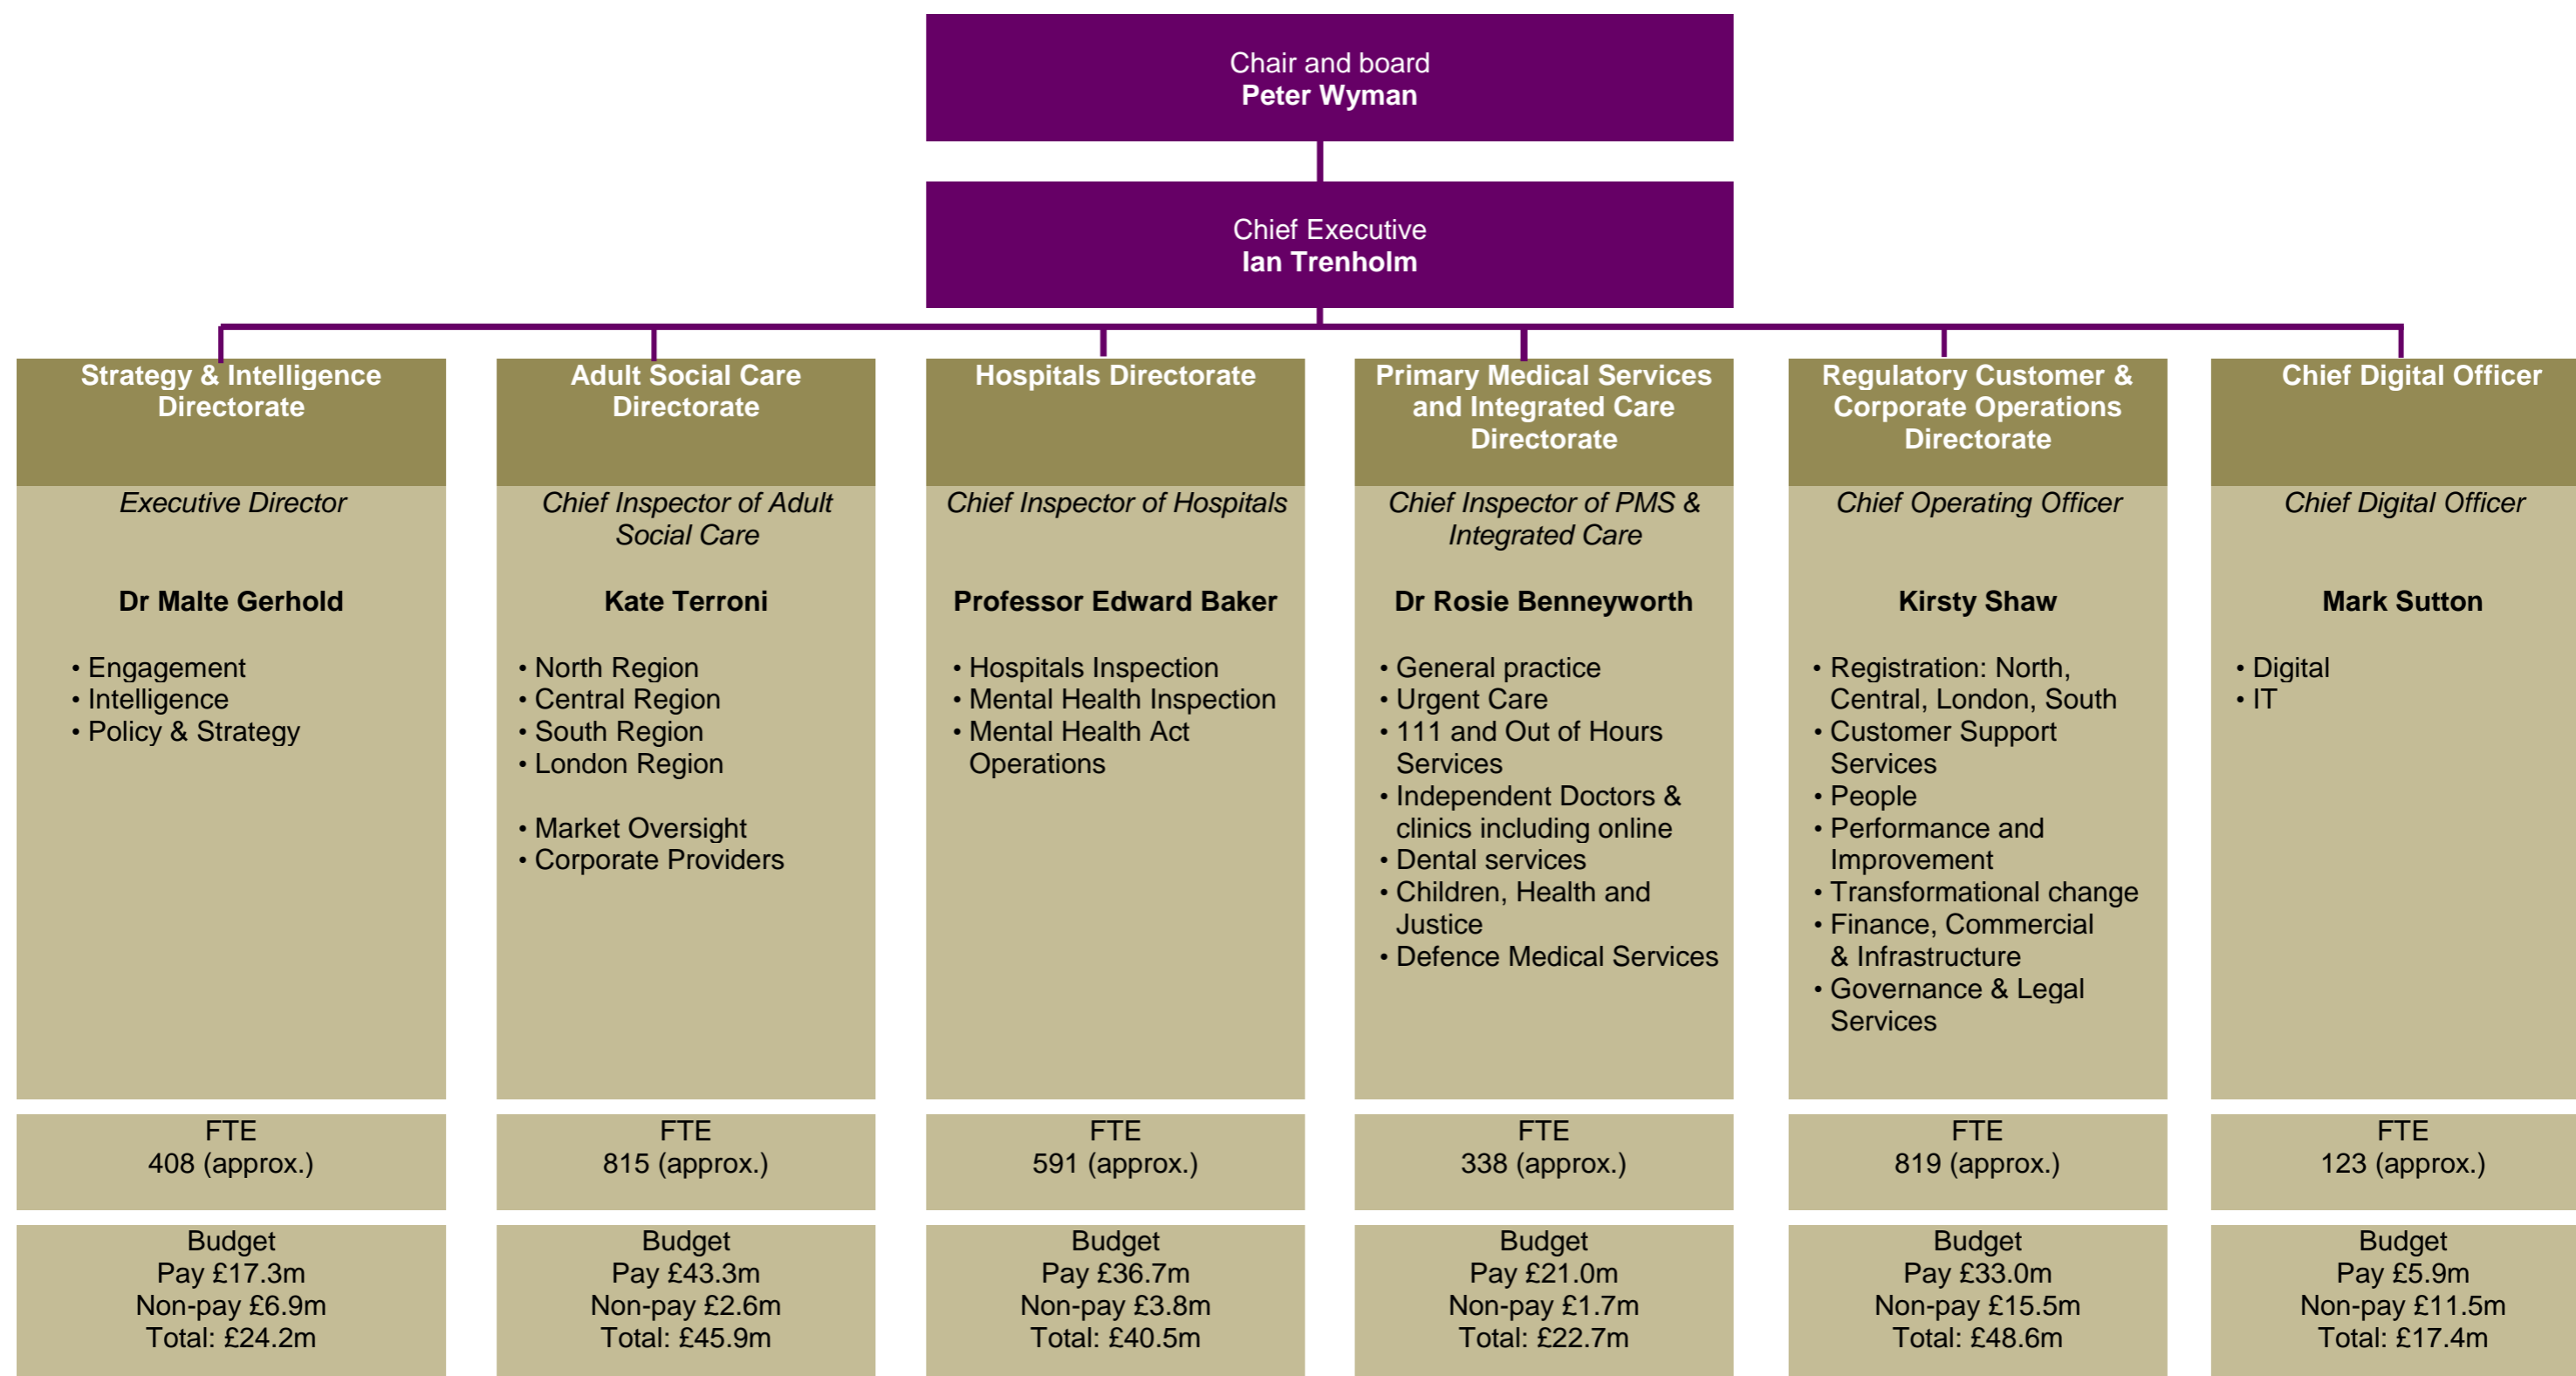 Chair and board
Peter Wyman
Chief Executive
Ian Trenholm
Strategy & Intelligence
Directorate
Executive Director
Dr Malte Gerhold
• Engagement
• Intelligence
• Policy & Strategy
FTE
408 (approx.)
Budget
Pay £17.3m
Non-pay £6.9m
Total: £24.2m
Adult Social Care
Directorate
Chief Inspector of Adult
Social Care
Kate Terroni
• North Region
• Central Region
• South Region
• London Region
• Market Oversight
• Corporate Providers
FTE
815 (approx.)
Budget
Pay £43.3m
Non-pay £2.6m
Total: £45.9m
Hospitals Directorate
Chief Inspector of Hospitals
Professor Edward Baker
• Hospitals Inspection
• Mental Health Inspection
• Mental Health Act
Operations
FTE
591 (approx.)
Budget
Pay £36.7m
Non-pay £3.8m
Total: £40.5m
Primary Medical Services
and Integrated Care
Directorate
Chief Inspector of PMS &
Integrated Care
Dr Rosie Benneyworth
• General practice
• Urgent Care
• 111 and Out of Hours
Services
• Independent Doctors &
clinics including online
• Dental services
• Children, Health and
Justice
• Defence Medical Services
FTE
338 (approx.)
Budget
Pay £21.0m
Non-pay £1.7m
Total: £22.7m
Regulatory Customer &
Corporate Operations
Directorate
Chief Operating Officer
Kirsty Shaw
• Registration: North,
Central, London, South
• Customer Support
Services
• People
• Performance and
Improvement
• Transformational change
• Finance, Commercial
& Infrastructure
• Governance & Legal
Services
FTE
819 (approx.)
Budget
Pay £33.0m
Non-pay £15.5m
Total: £48.6m
Chief Digital Officer
Chief Digital Officer
Mark Sutton
• Digital
• IT
FTE
123 (approx.)
Budget
Pay £5.9m
Non-pay £11.5m
Total: £17.4m